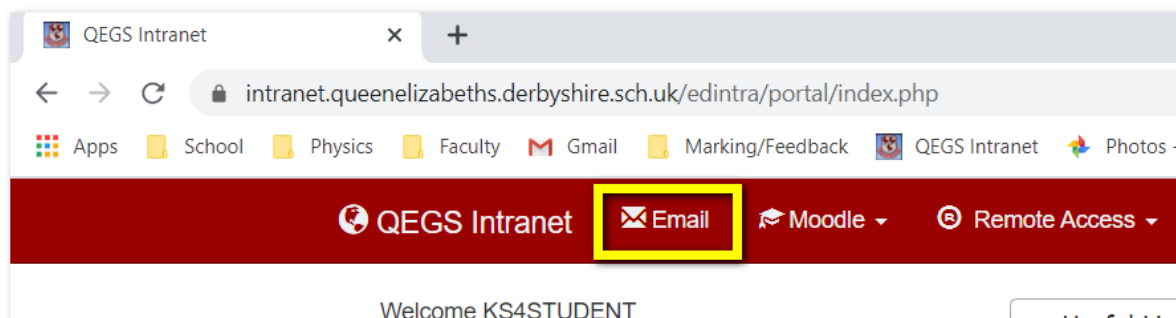 QEGS Intranet
intranet.queenelizabeths.derbyshire.sch.uk/edintra/portal/index.php
Apps School Physics Faculty Gmail Marking/Feedback QEGS Intranet Photos -
QEGS Intranet Email Moodle Remote Access
Welcome KS4STUDENT